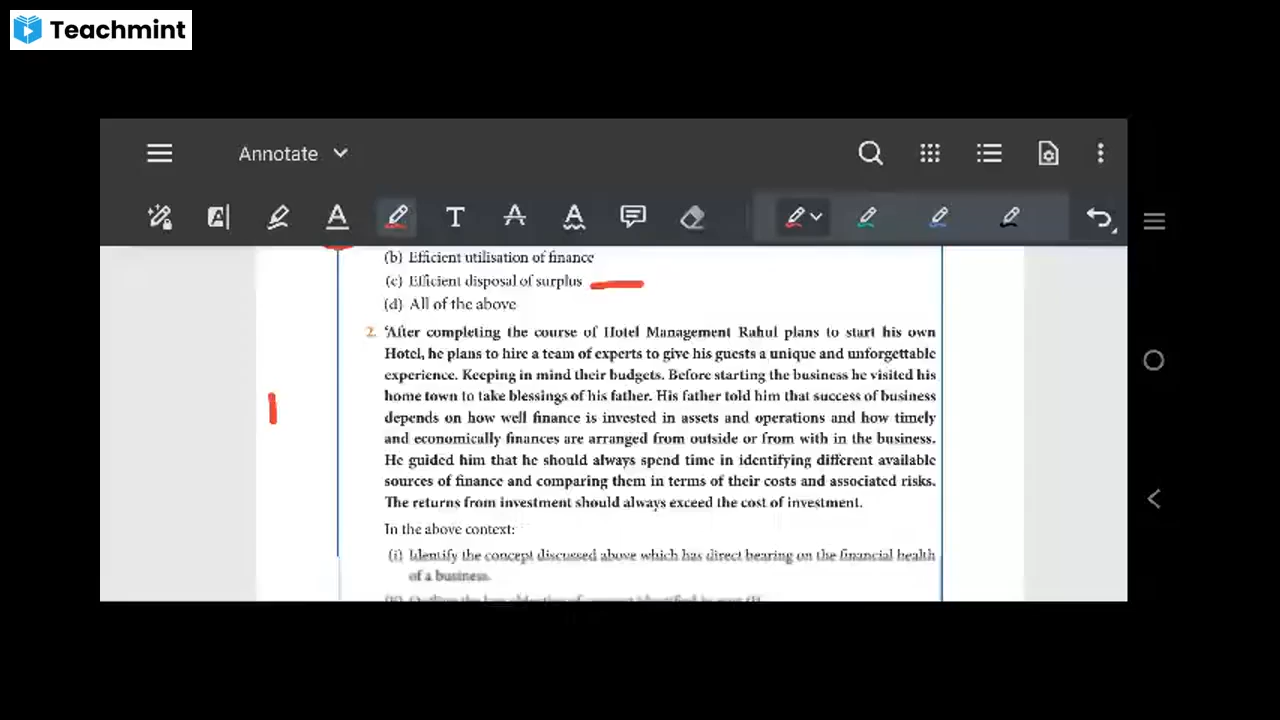 Teachmint
Annotate
(b) Efficient utilisation of finance
(c) Efficient disposal of surplus
(d) All of the above
2. 'After completing the course of Hotel Management Rahul plans to start his own
Hotel, he plans to hire a team of experts to give his guests a unique and unforgettable
experience. Keeping in mind their budgets. Before starting the business he visited his
home town to take blessings of his father. His father told him that success of business
depends on how well finance is invested in assets and operations and how timely
and economically finances are arranged from outside or from with in the business.
He guided him that he should always spend time in identifying different available
sources of finance and comparing them in terms of their costs and associated risks.
The returns from investment should always exceed the cost of investment.
In the above context:
(i) Identify the concept discussed above which has direct bearing on the financial health
of a business.